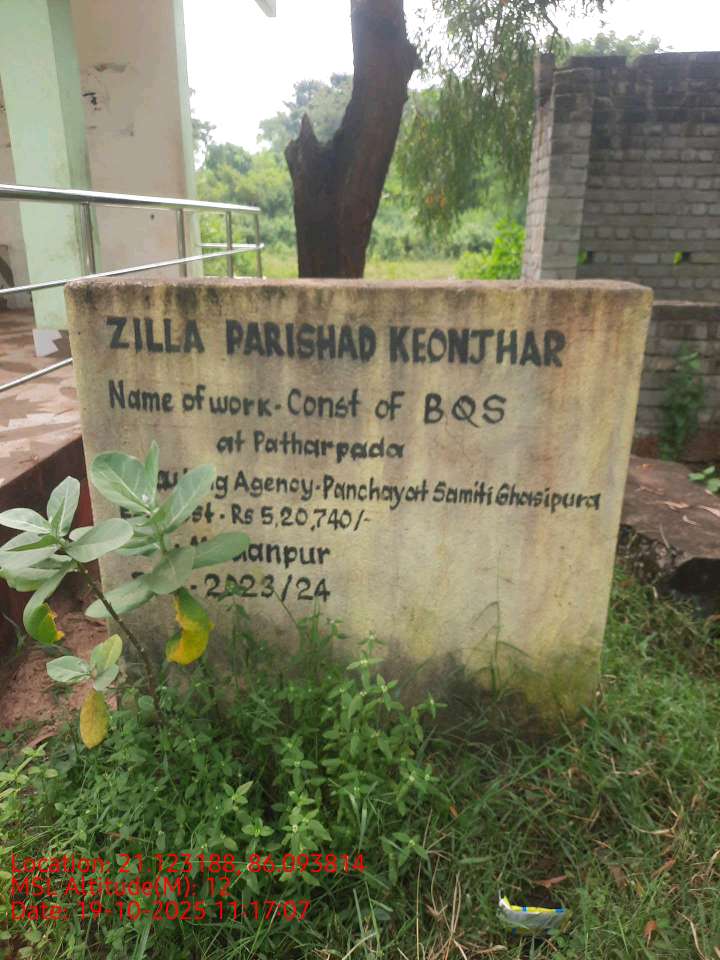 ZILLA PARISHAD KEONJHAR
Name of work - Const of BQS
at Patharpada
Agency - Panchayat Samiti Ghasipura
Rs 5,20,740/-
- 2023/24
Location: 21.123188, 86.093814
MSL Altitude(M): 12
Date: 19-10-2025 11:17:07